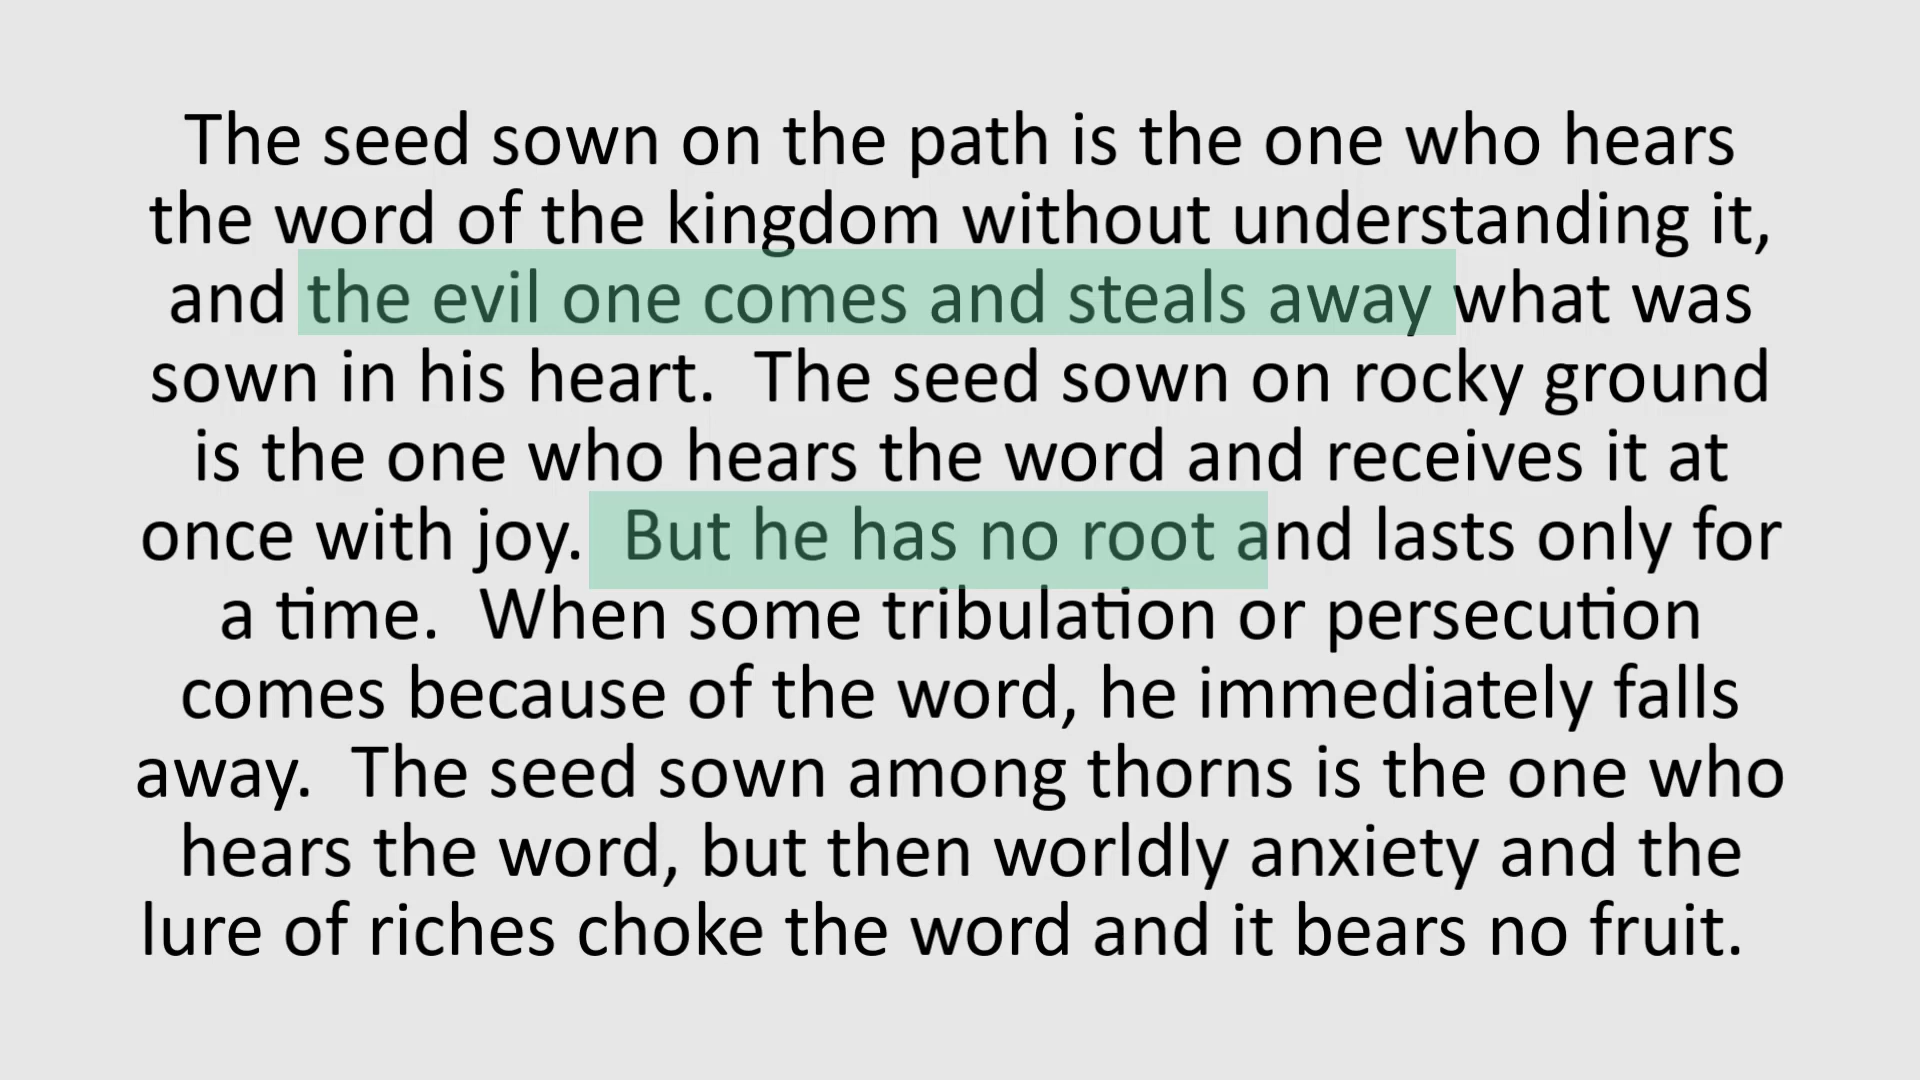 The seed sown on the path is the one who hears
the word of the kingdom without understanding it,
and the evil one comes and steals away what was
sown in his heart.  The seed sown on rocky ground
is the one who hears the word and receives it at
once with joy.  But he has no root and lasts only for
a time.  When some tribulation or persecution
comes because of the word, he immediately falls
away.  The seed sown among thorns is the one who
hears the word, but then worldly anxiety and the
lure of riches choke the word and it bears no fruit.